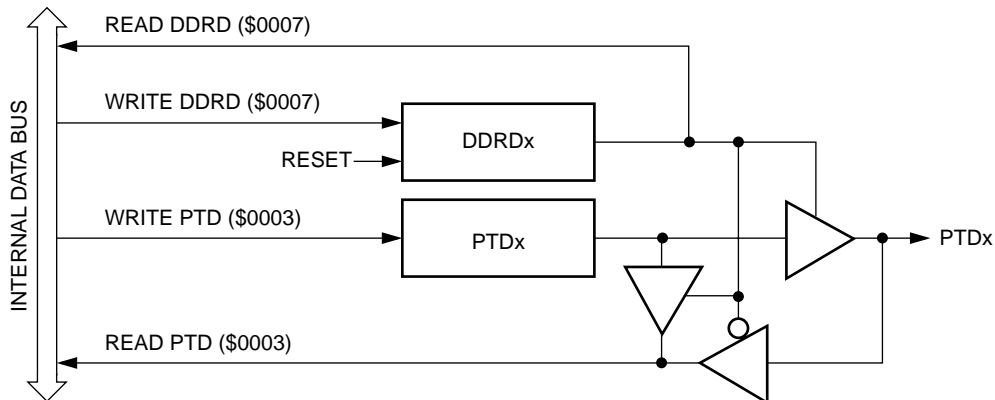 READ DDRD ($0007)
WRITE DDRD ($0007)
DDRDx
RESET
WRITE PTD ($0003)
PTDx
PTDx
READ PTD ($0003)
INTERNAL DATA BUS